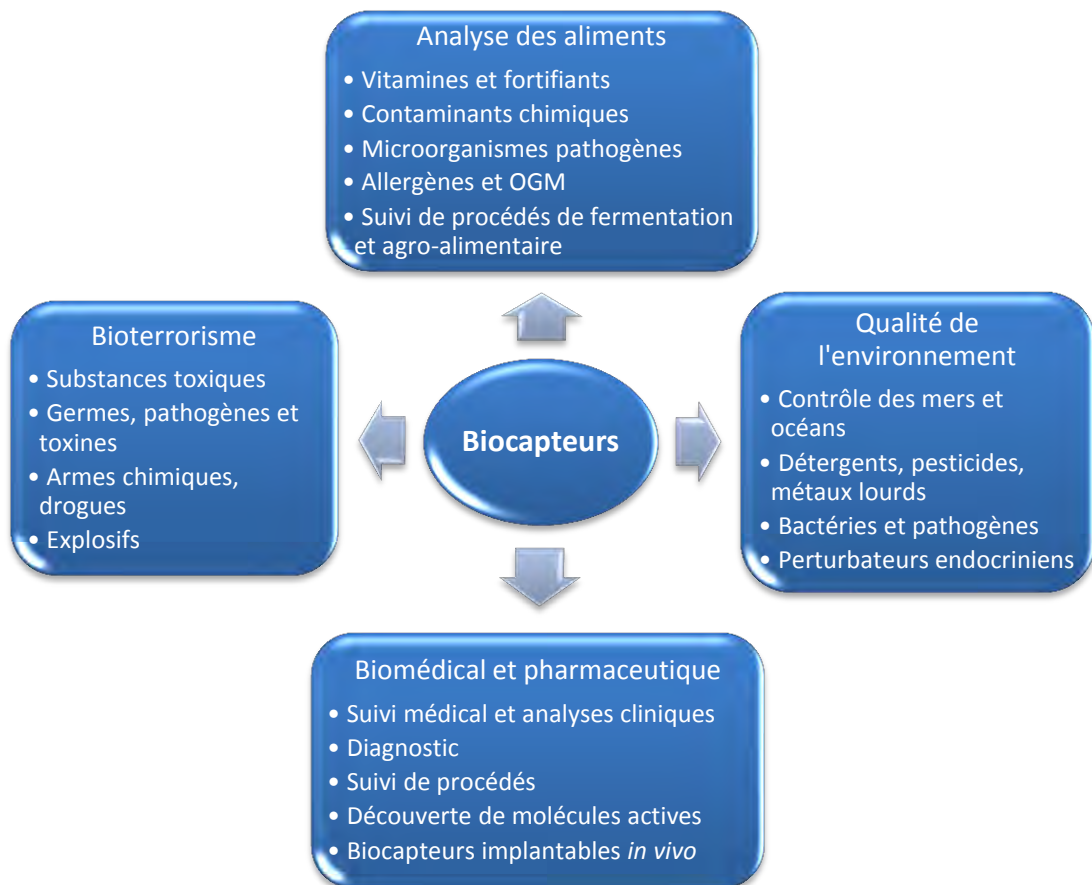 Analyse des aliments
• Vitamines et fortifiants
• Contaminants chimiques
• Microorganismes pathogènes
• Allergènes et OGM
• Suivi de procédés de fermentation
et agro-alimentaire
Bioterrorisme
• Substances toxiques
• Germes, pathogènes et
toxines
• Armes chimiques,
drogues
• Explosifs
Biocapteurs
Qualité de
l'environnement
• Contrôle des mers et
océans
• Détergents, pesticides,
métaux lourds
• Bactéries et pathogènes
• Perturbateurs endocriniens
Biomédical et pharmaceutique
• Suivi médical et analyses cliniques
• Diagnostic
• Suivi de procédés
• Découverte de molécules actives
• Biocapteurs implantables in vivo